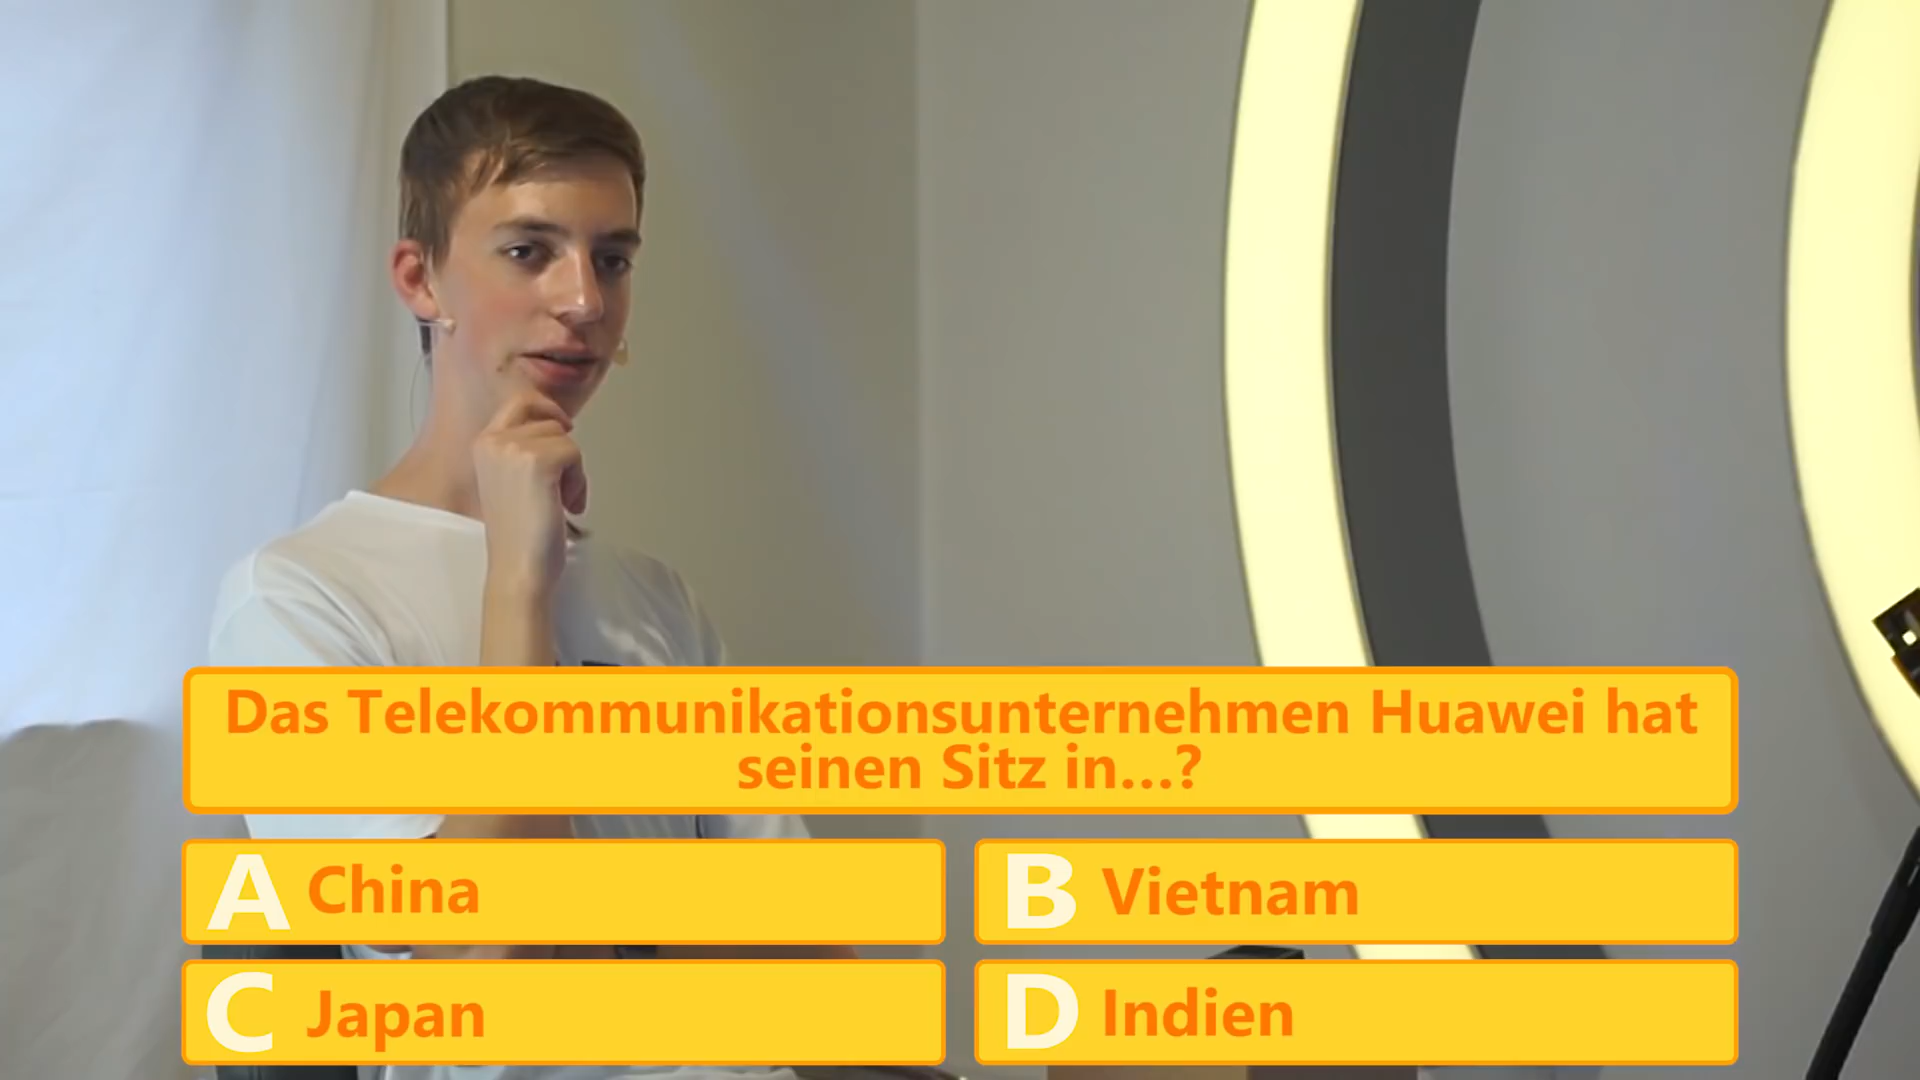 Das Telekommunikationsunternehmen Huawei hat
seinen Sitz in...?
A China
B Vietnam
C Japan
D Indien